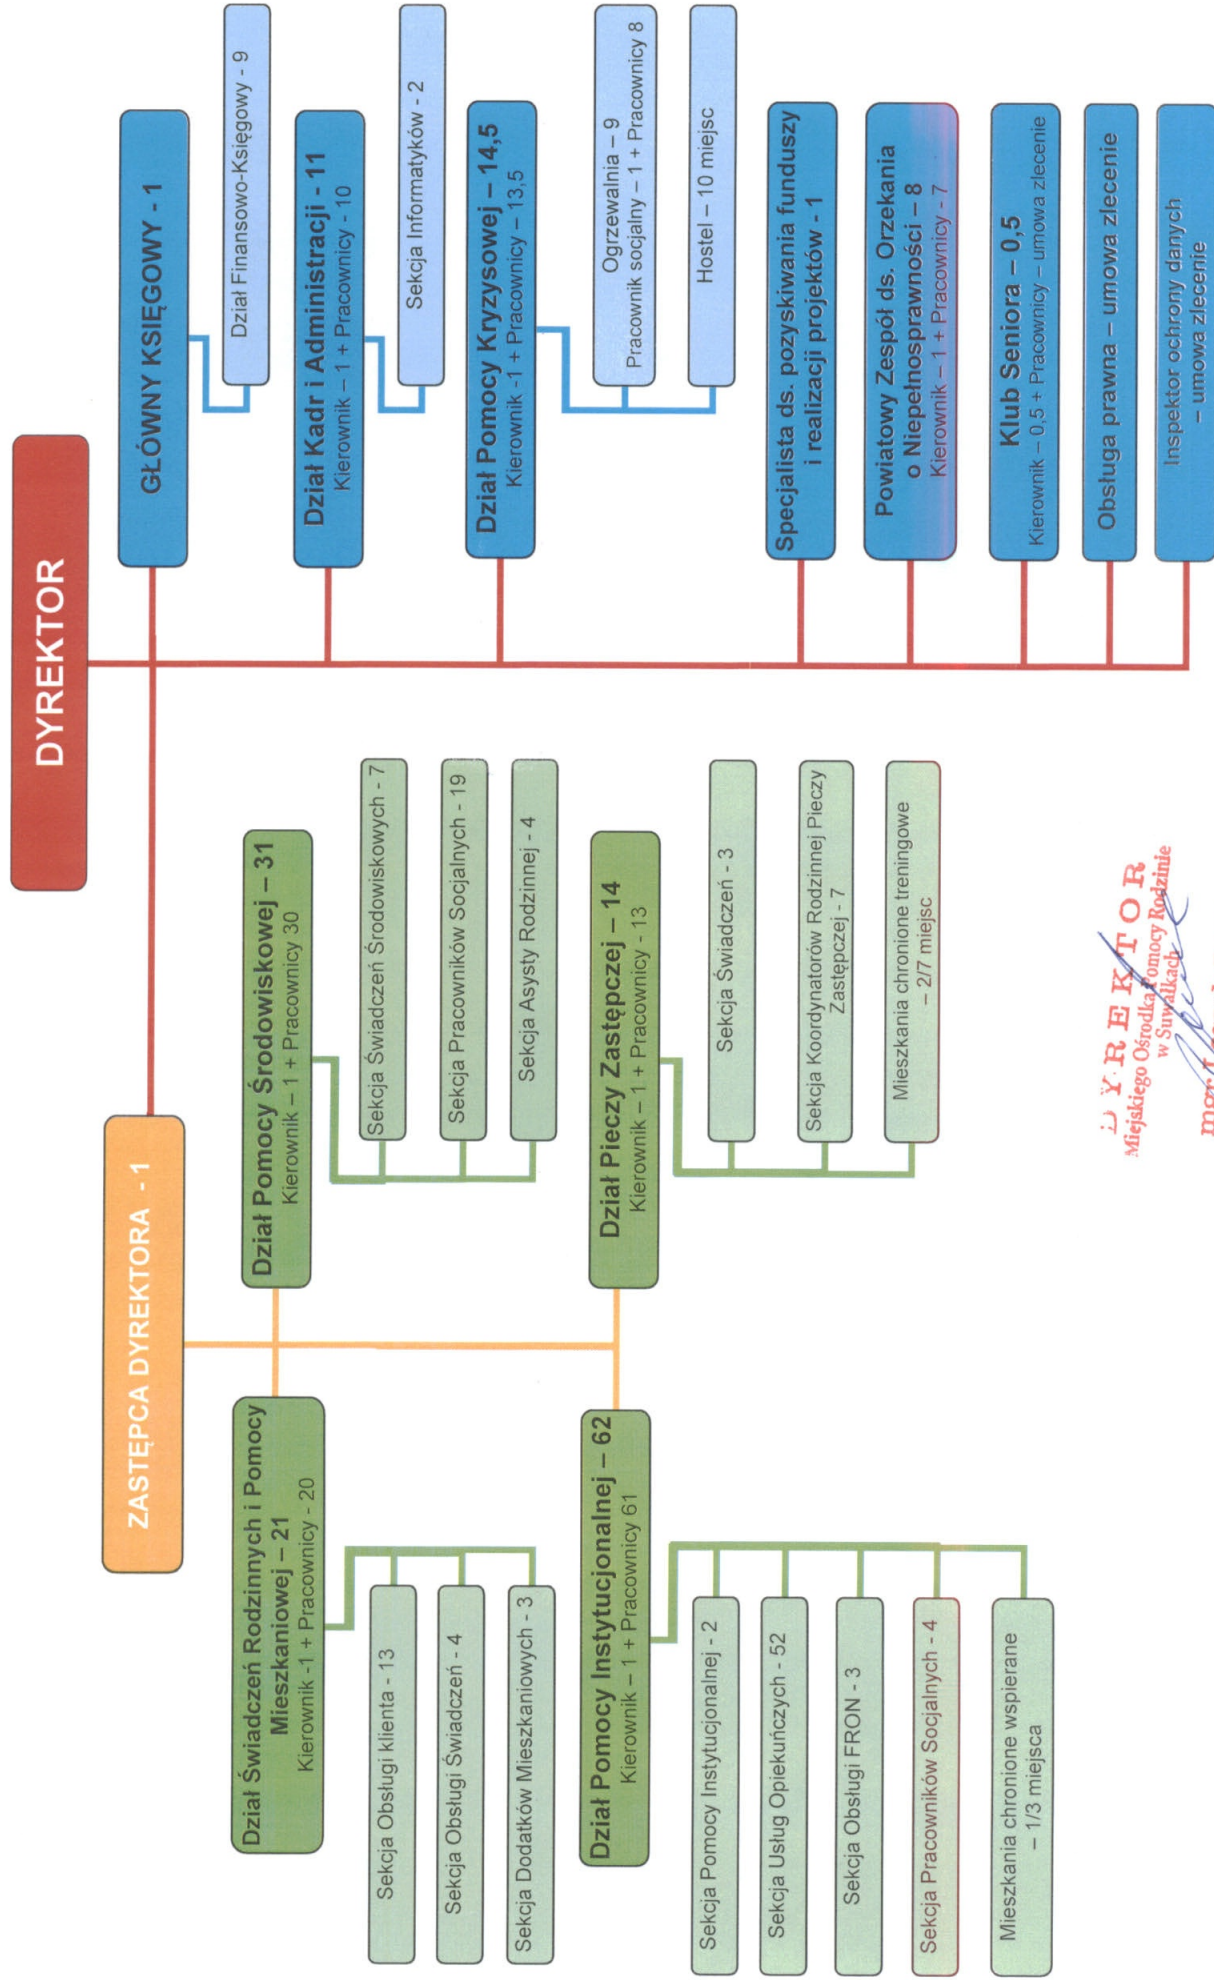 DYREKTOR
ZASTĘPCA DYREKTORA - 1
Dział Świadczeń Rodzinnych i Pomocy
Mieszkaniowej – 21
Kierownik -1 + Pracownicy - 20
Sekcja Obsługi klienta - 13
Sekcja Obsługi Świadczeń - 4
Sekcja Dodatków Mieszkaniowych - 3
Dział Pomocy Instytucjonalnej – 62
Kierownik – 1 + Pracownicy 61
Sekcja Pomocy Instytucjonalnej - 2
Sekcja Usług Opiekuńczych - 52
Sekcja Obsługi FRON - 3
Sekcja Pracowników Socjalnych - 4
Mieszkania chronione wspierane
– 1/3 miejsca
Dział Pomocy Środowiskowej – 31
Kierownik – 1 + Pracownicy 30
Sekcja Świadczeń Środowiskowych - 7
Sekcja Pracowników Socjalnych - 19
Sekcja Asysty Rodzinnej - 4
Dział Pieczy Zastępczej – 14
Kierownik – 1 + Pracownicy - 13
Sekcja Świadczeń - 3
Sekcja Koordynatorów Rodzinnej Pieczy
Zastępczej - 7
Mieszkania chronione treningowe
– 2/7 miejsc
GŁÓWNY KSIĘGOWY - 1
Dział Finansowo-Księgowy - 9
Dział Kadr i Administracji - 11
Kierownik – 1 + Pracownicy - 10
Sekcja Informatyków - 2
Dział Pomocy Kryzysowej – 14,5
Kierownik -1 + Pracownicy – 13,5
Ogrzewalnia – 9
Pracownik socjalny – 1 + Pracownicy 8
Hostel – 10 miejsc
Specjalista ds. pozyskiwania funduszy
i realizacji projektów - 1
Powiatowy Zespół ds. Orzekania
o Niepełnosprawności – 8
Kierownik – 1 + Pracownicy - 7
Klub Seniora – 0,5
Kierownik – 0,5 + Pracownicy – umowa zlecenie
Obsługa prawna – umowa zlecenie
Inspektor ochrony danych
– umowa zlecenie
DYREKTOR
Miejskiego Ośrodka Pomocy Rodzinie
w Suwałkach
mgr